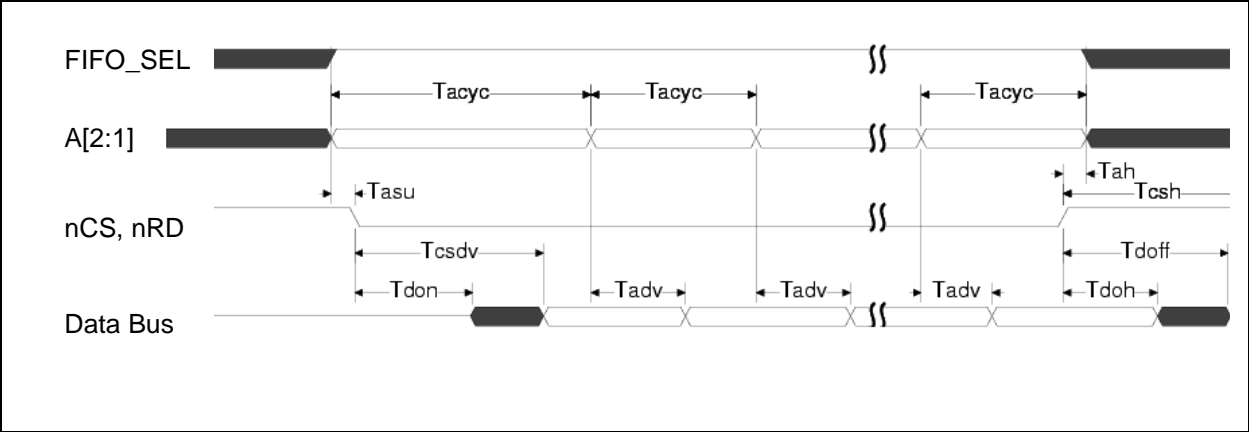 FIFO_SEL
Tacyc Tacyc Tacyc
A[2:1]
Tah
Tasu Tcsh
nCS, nRD
Tcsdv Tdoff
Tdon Tadv Tadv Tadv Tdoh
Data Bus